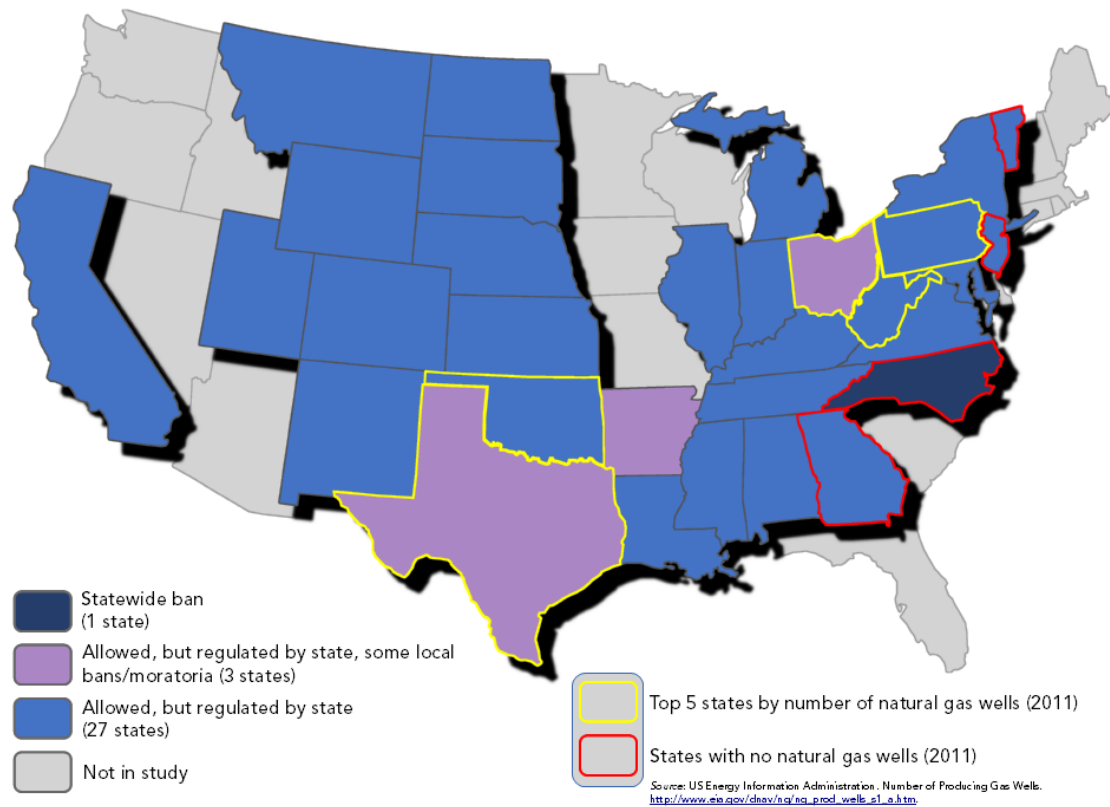 Statewide ban
(1 state)
Allowed, but regulated by state, some local
bans/moratoria (3 states)
Allowed, but regulated by state
(27 states)
Not in study
Top 5 states by number of natural gas wells (2011)
States with no natural gas wells (2011)
Source: US Energy Information Administration. Number of Producing Gas Wells.
http://www.eia.gov/dnav/ng/ng_prod_wells_s1_a.htm.